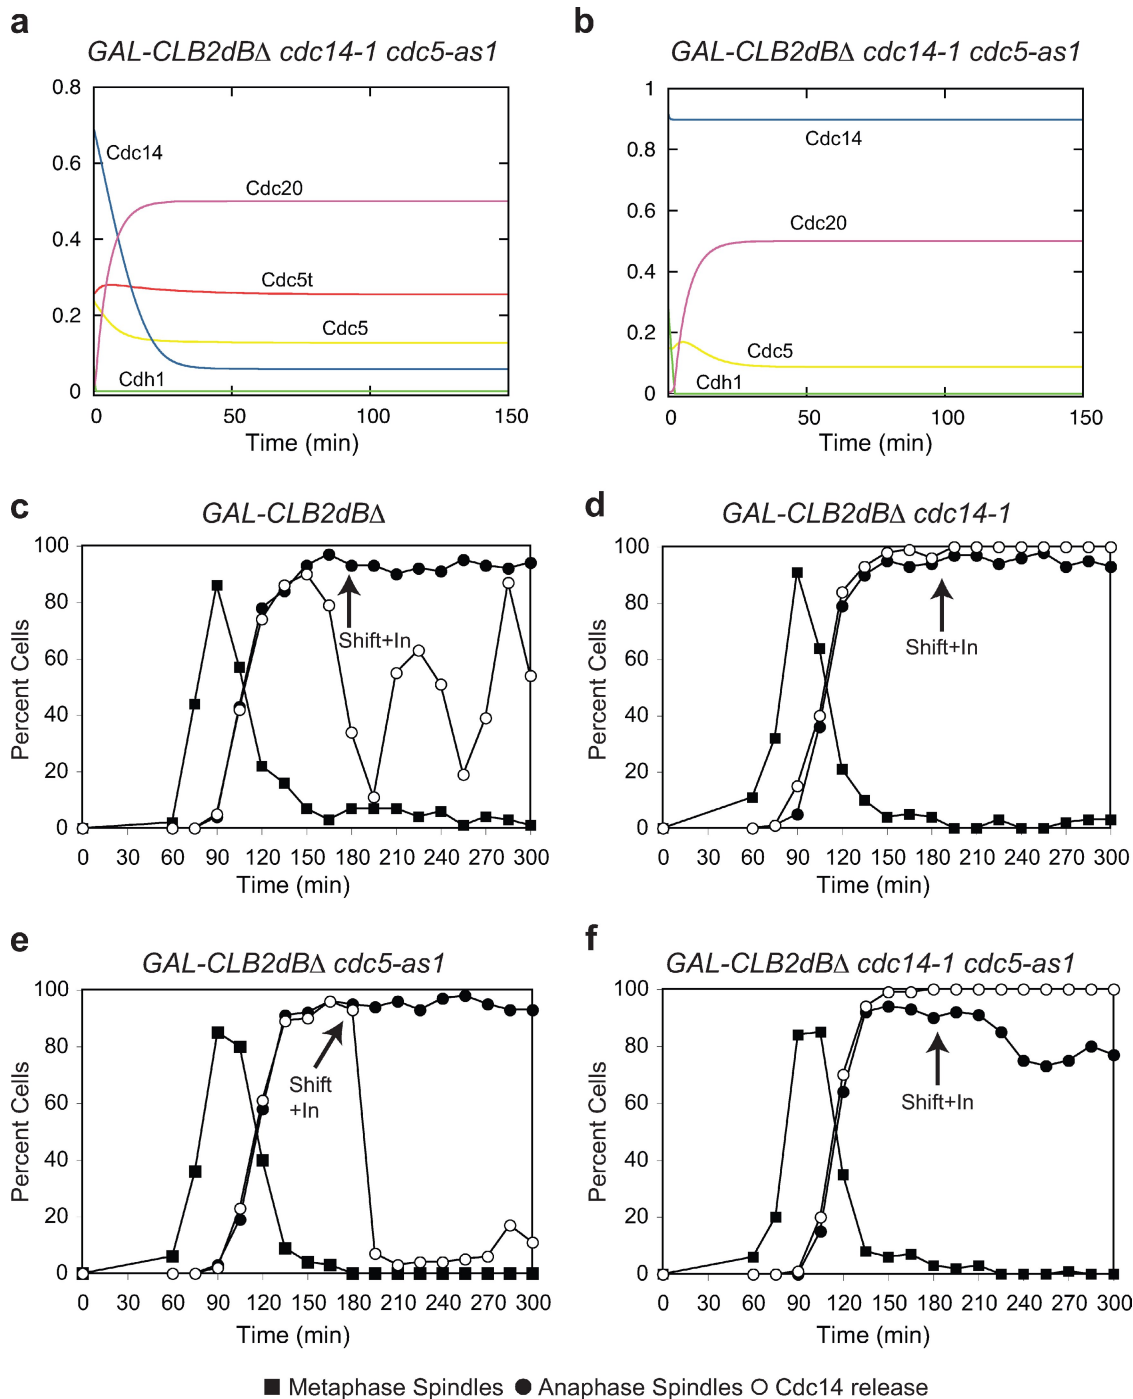 a
GAL-CLB2dBΔ cdc14-1 cdc5-as1
0.8
0.6
0.4
0.2
0
Cdc14
Cdc20
Cdc5t
Cdc5
Cdh1
0 50 100 150
Time (min)
b
GAL-CLB2dBΔ cdc14-1 cdc5-as1
1
0.8
0.6
0.4
0.2
0
Cdc14
Cdc20
Cdc5
Cdh1
0 50 100 150
Time (min)
c
GAL-CLB2dBΔ
Percent Cells
100
80
60
40
20
0
Shift+In
0 30 60 90 120 150 180 210 240 270 300
Time (min)
d
GAL-CLB2dBΔ cdc14-1
Percent Cells
100
80
60
40
20
0
Shift+In
0 30 60 90 120 150 180 210 240 270 300
Time (min)
e
GAL-CLB2dBΔ cdc5-as1
Percent Cells
100
80
60
40
20
0
Shift
+In
0 30 60 90 120 150 180 210 240 270 300
Time (min)
f
GAL-CLB2dBΔ cdc14-1 cdc5-as1
Percent Cells
100
80
60
40
20
0
Shift+In
0 30 60 90 120 150 180 210 240 270 300
Time (min)
Metaphase Spindles Anaphase Spindles Cdc14 release